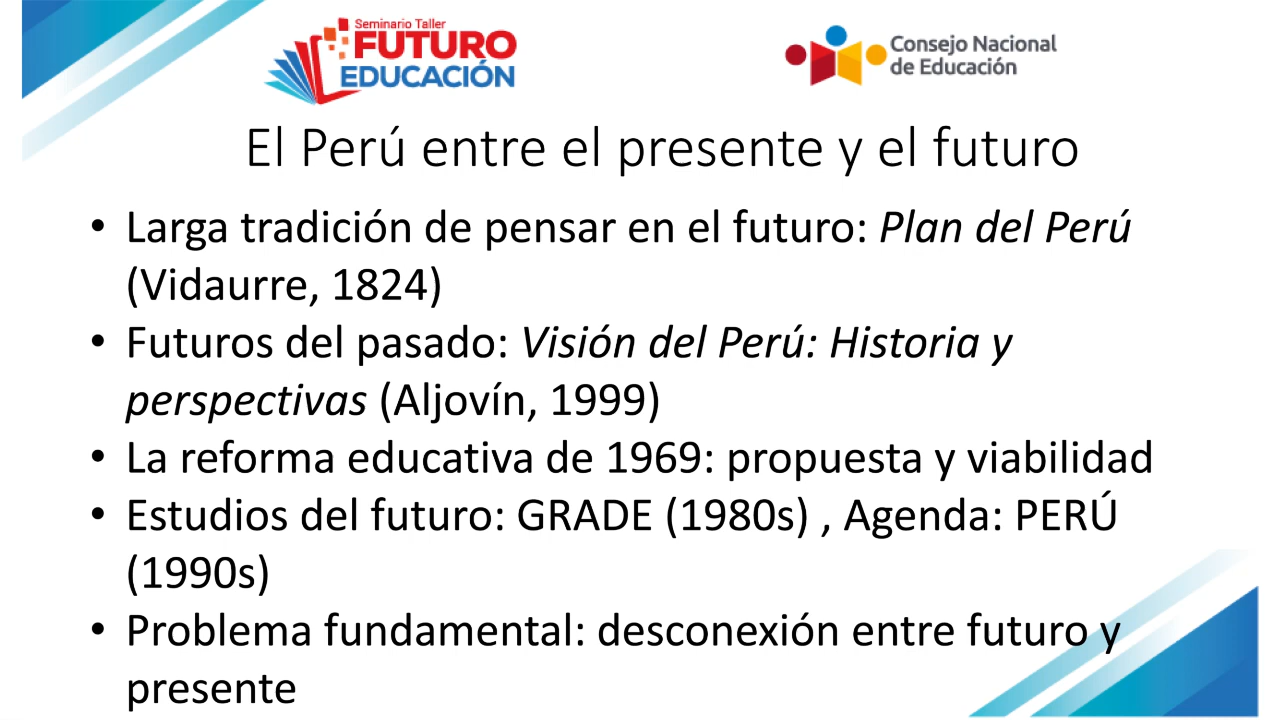 Seminario Taller
FUTURO
EDUCACIÓN
Consejo Nacional
de Educación
El Perú entre el presente y el futuro
• Larga tradición de pensar en el futuro: Plan del Perú
(Vidaurre, 1824)
• Futuros del pasado: Visión del Perú: Historia y
perspectivas (Aljovín, 1999)
• La reforma educativa de 1969: propuesta y viabilidad
• Estudios del futuro: GRADE (1980s) , Agenda: PERÚ
(1990s)
• Problema fundamental: desconexión entre futuro y
presente